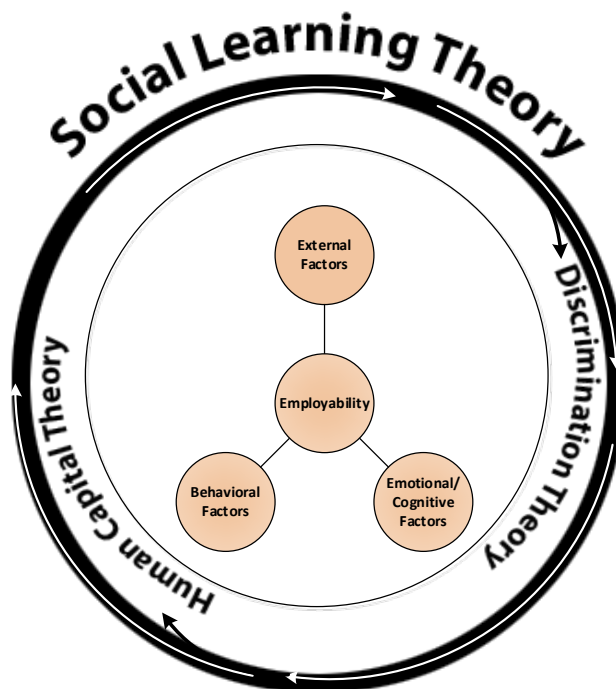 Social Learning Theory
External
Factors
Discrimination Theory
Human Capital Theory
Employability
Behavioral
Factors
Emotional/
Cognitive
Factors